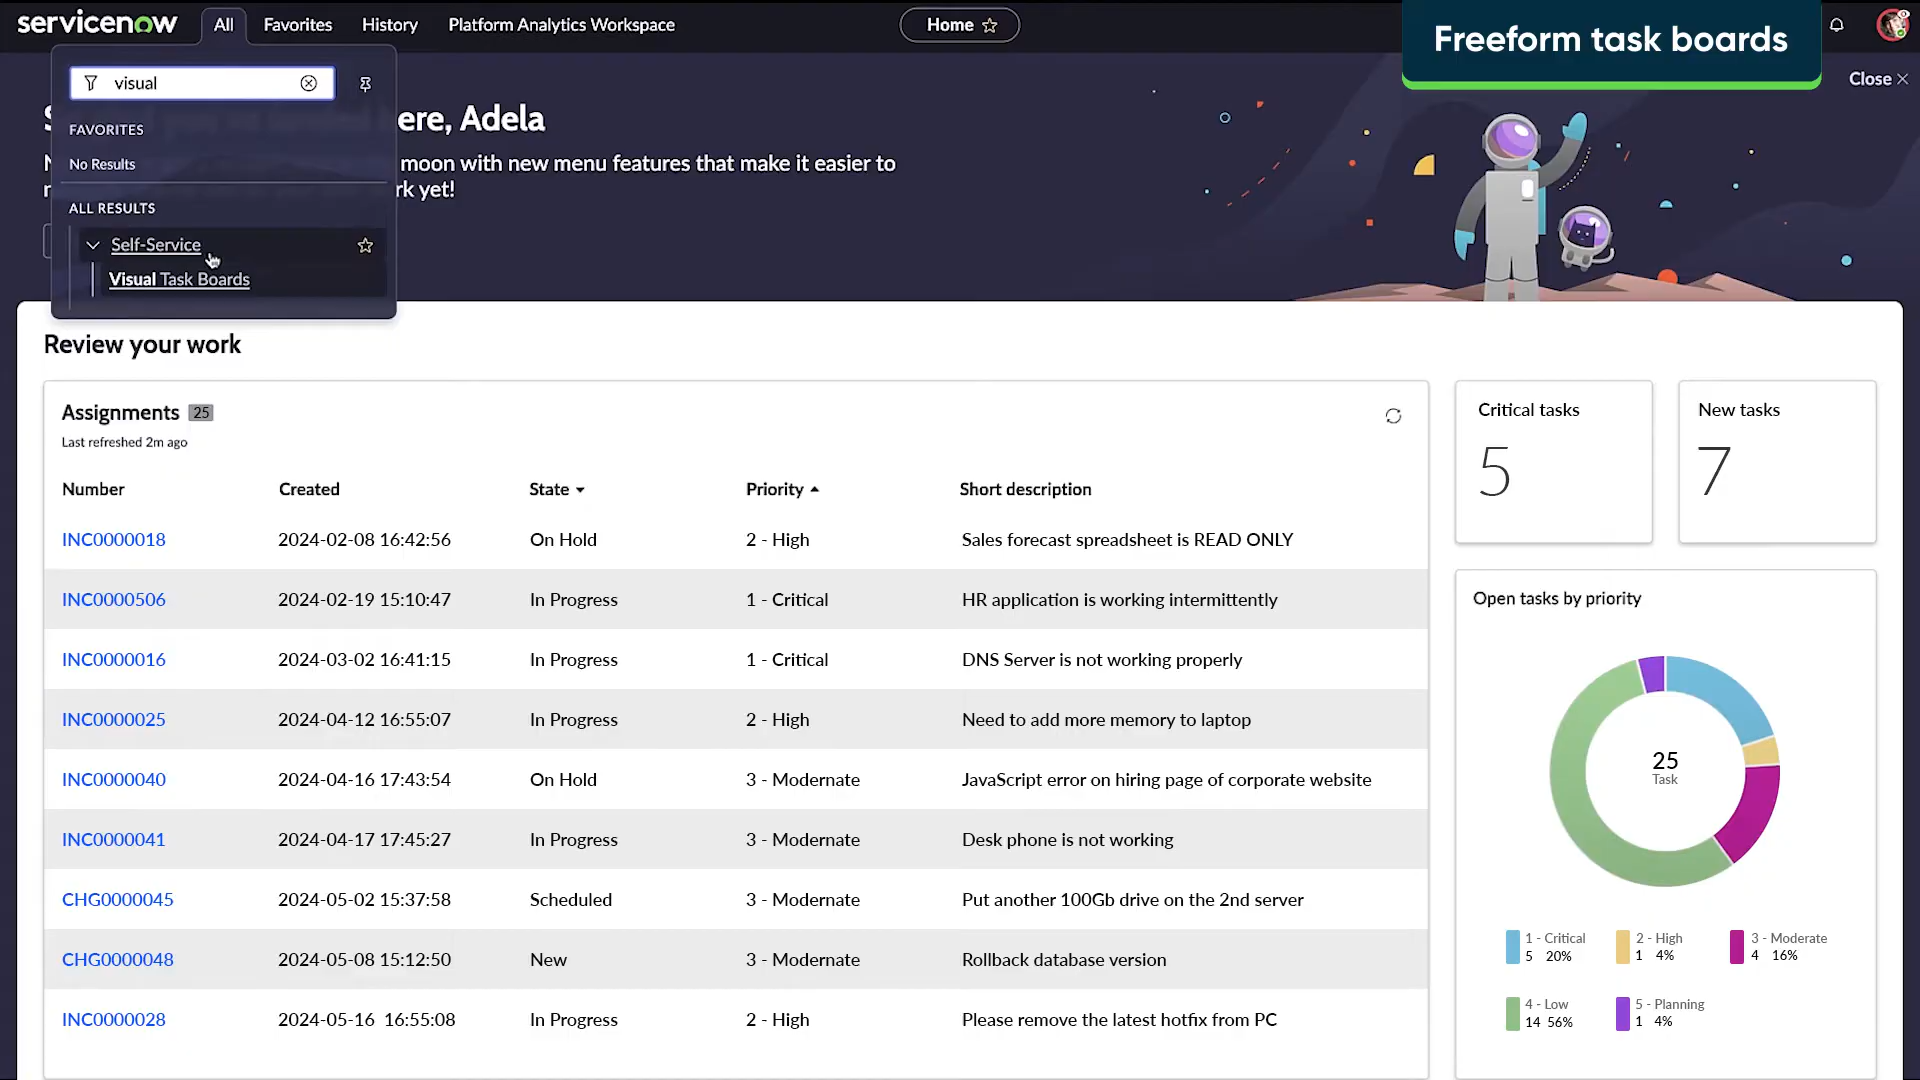 servicenow
All
Favorites
History
Platform Analytics Workspace
Home
Freeform task boards
Close
visual
FAVORITES
No Results
ALL RESULTS
Self-Service
Visual Task Boards
ere, Adela
moon with new menu features that make it easier to
rk yet!
Review your work
Assignments 25
Last refreshed 2m ago
Number Created State Priority Short description
INC0000018 2024-02-08 16:42:56 On Hold 2 - High Sales forecast spreadsheet is READ ONLY
INC0000506 2024-02-19 15:10:47 In Progress 1 - Critical HR application is working intermittently
INC0000016 2024-03-02 16:41:15 In Progress 1 - Critical DNS Server is not working properly
INC0000025 2024-04-12 16:55:07 In Progress 2 - High Need to add more memory to laptop
INC0000040 2024-04-16 17:43:54 On Hold 3 - Modernate JavaScript error on hiring page of corporate website
INC0000041 2024-04-17 17:45:27 In Progress 3 - Modernate Desk phone is not working
CHG0000045 2024-05-02 15:37:58 Scheduled 3 - Modernate Put another 100Gb drive on the 2nd server
CHG0000048 2024-05-08 15:12:50 New 3 - Modernate Rollback database version
INC0000028 2024-05-16 16:55:08 In Progress 2 - High Please remove the latest hotfix from PC
Critical tasks
5
New tasks
7
Open tasks by priority
25
Task
1 - Critical
5 20%
2 - High
1 4%
3 - Moderate
4 16%
4 - Low
14 56%
5 - Planning
1 4%